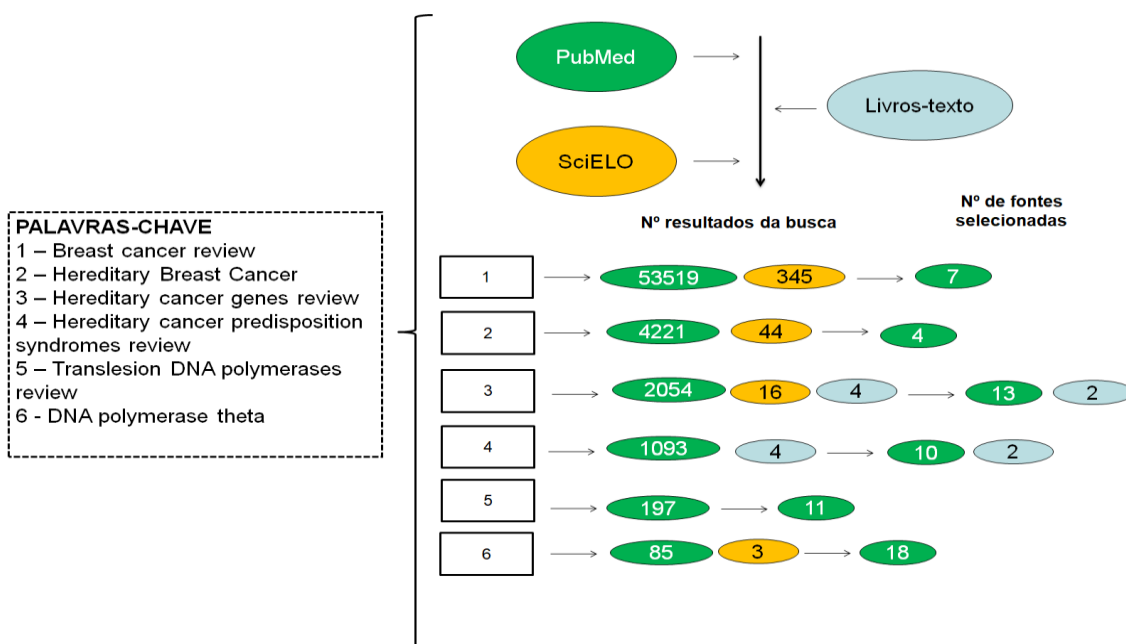 PubMed
Livros-texto
SciELO
PALAVRAS-CHAVE
1 – Breast cancer review
2 – Hereditary Breast Cancer
3 – Hereditary cancer genes review
4 – Hereditary cancer predisposition
syndromes review
5 – Translesion DNA polymerases
review
6 - DNA polymerase theta
Nº resultados da busca
Nº de fontes
selecionadas
1 53519 345 7
2 4221 44 4
3 2054 16 4 13 2
4 1093 4 10 2
5 197 11
6 85 3 18